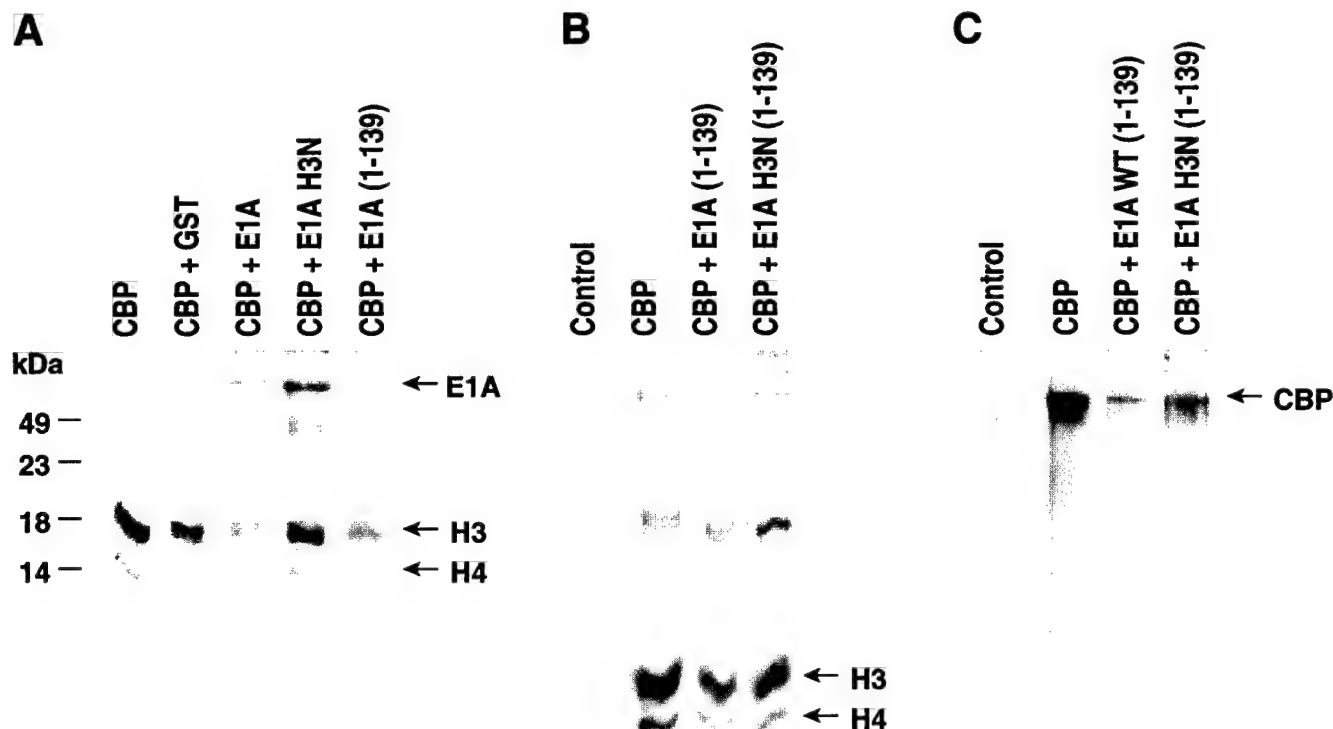 A
CBP
CBP + GST
CBP + E1A
CBP + E1A H3N
CBP + E1A (1-139)
kDa
49
23
18
14
← E1A
← H3
← H4
B
Control
CBP
CBP + E1A (1-139)
CBP + E1A H3N (1-139)
← H3
← H4
C
Control
CBP
CBP + E1A WT (1-139)
CBP + E1A H3N (1-139)
← CBP